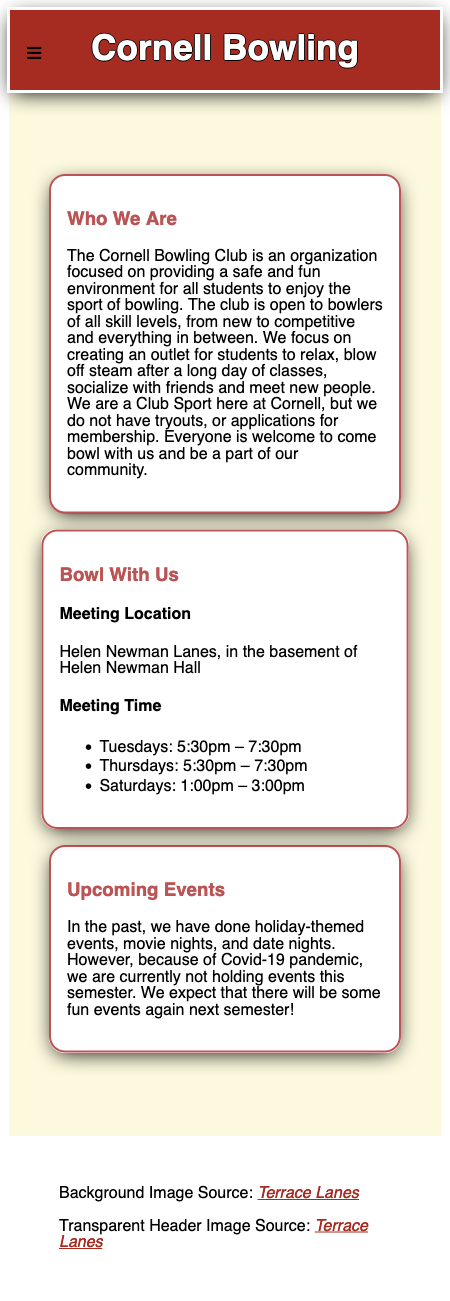 Cornell Bowling
Who We Are
The Cornell Bowling Club is an organization
focused on providing a safe and fun
environment for all students to enjoy the
sport of bowling. The club is open to bowlers
of all skill levels, from new to competitive
and everything in between. We focus on
creating an outlet for students to relax, blow
off steam after a long day of classes,
socialize with friends and meet new people.
We are a Club Sport here at Cornell, but we
do not have tryouts, or applications for
membership. Everyone is welcome to come
bowl with us and be a part of our
community.
Bowl With Us
Meeting Location
Helen Newman Lanes, in the basement of
Helen Newman Hall
Meeting Time
• Tuesdays: 5:30pm – 7:30pm
• Thursdays: 5:30pm – 7:30pm
• Saturdays: 1:00pm – 3:00pm
Upcoming Events
In the past, we have done holiday-themed
events, movie nights, and date nights.
However, because of Covid-19 pandemic,
we are currently not holding events this
semester. We expect that there will be some
fun events again next semester!
Background Image Source: Terrace Lanes
Transparent Header Image Source: Terrace
Lanes